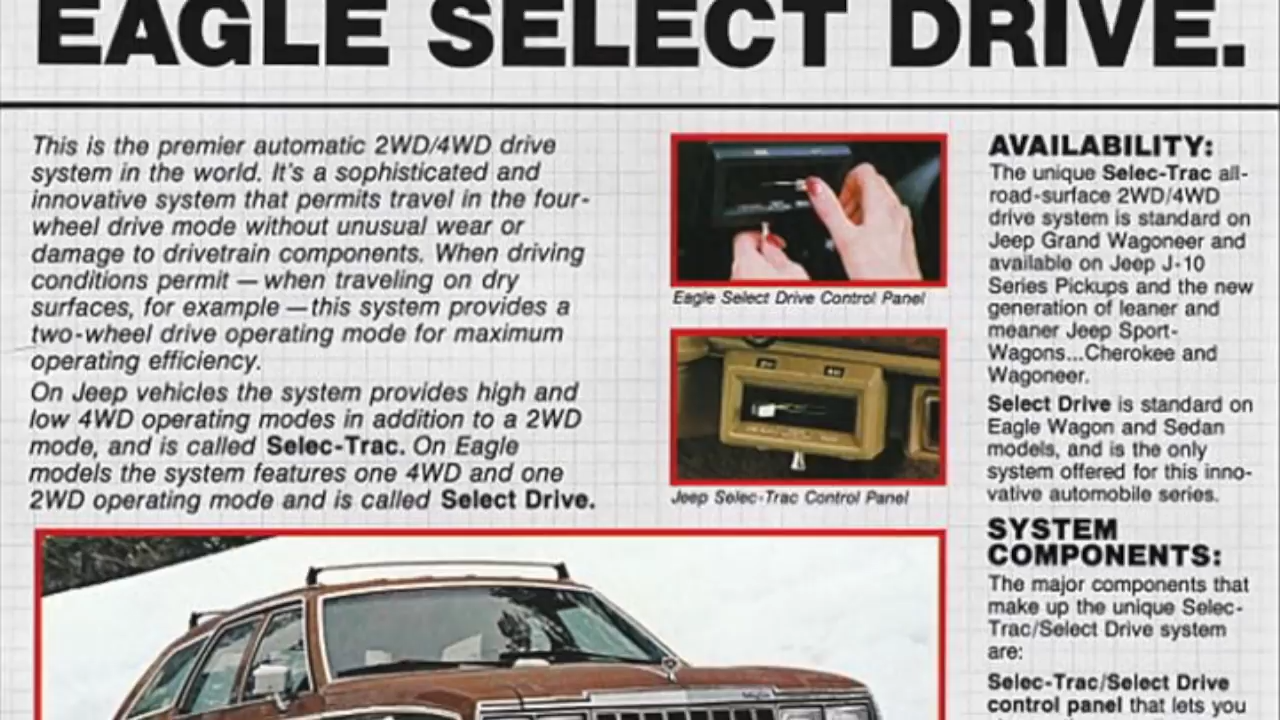 EAGLE SELECT DRIVE.
This is the premier automatic 2WD/4WD drive
system in the world. It's a sophisticated and
innovative system that permits travel in the four-
wheel drive mode without unusual wear or
damage to drivetrain components. When driving
conditions permit — when traveling on dry
surfaces, for example — this system provides a
two-wheel drive operating mode for maximum
operating efficiency.
On Jeep vehicles the system provides high and
low 4WD operating modes in addition to a 2WD
mode, and is called Selec-Trac. On Eagle
models the system features one 4WD and one
2WD operating mode and is called Select Drive.
Eagle Select Drive Control Panel
Jeep Selec-Trac Control Panel
AVAILABILITY:
The unique Selec-Trac all-
road-surface 2WD/4WD
drive system is standard on
Jeep Grand Wagoneer and
available on Jeep J-10
Series Pickups and the new
generation of leaner and
meaner Jeep Sport-
Wagons...Cherokee and
Wagoneer.
Select Drive is standard on
Eagle Wagon and Sedan
models, and is the only
system offered for this inno-
vative automobile series.
SYSTEM
COMPONENTS:
The major components that
make up the unique Selec-
Trac/Select Drive system
are:
Selec-Trac/Select Drive
control panel that lets you